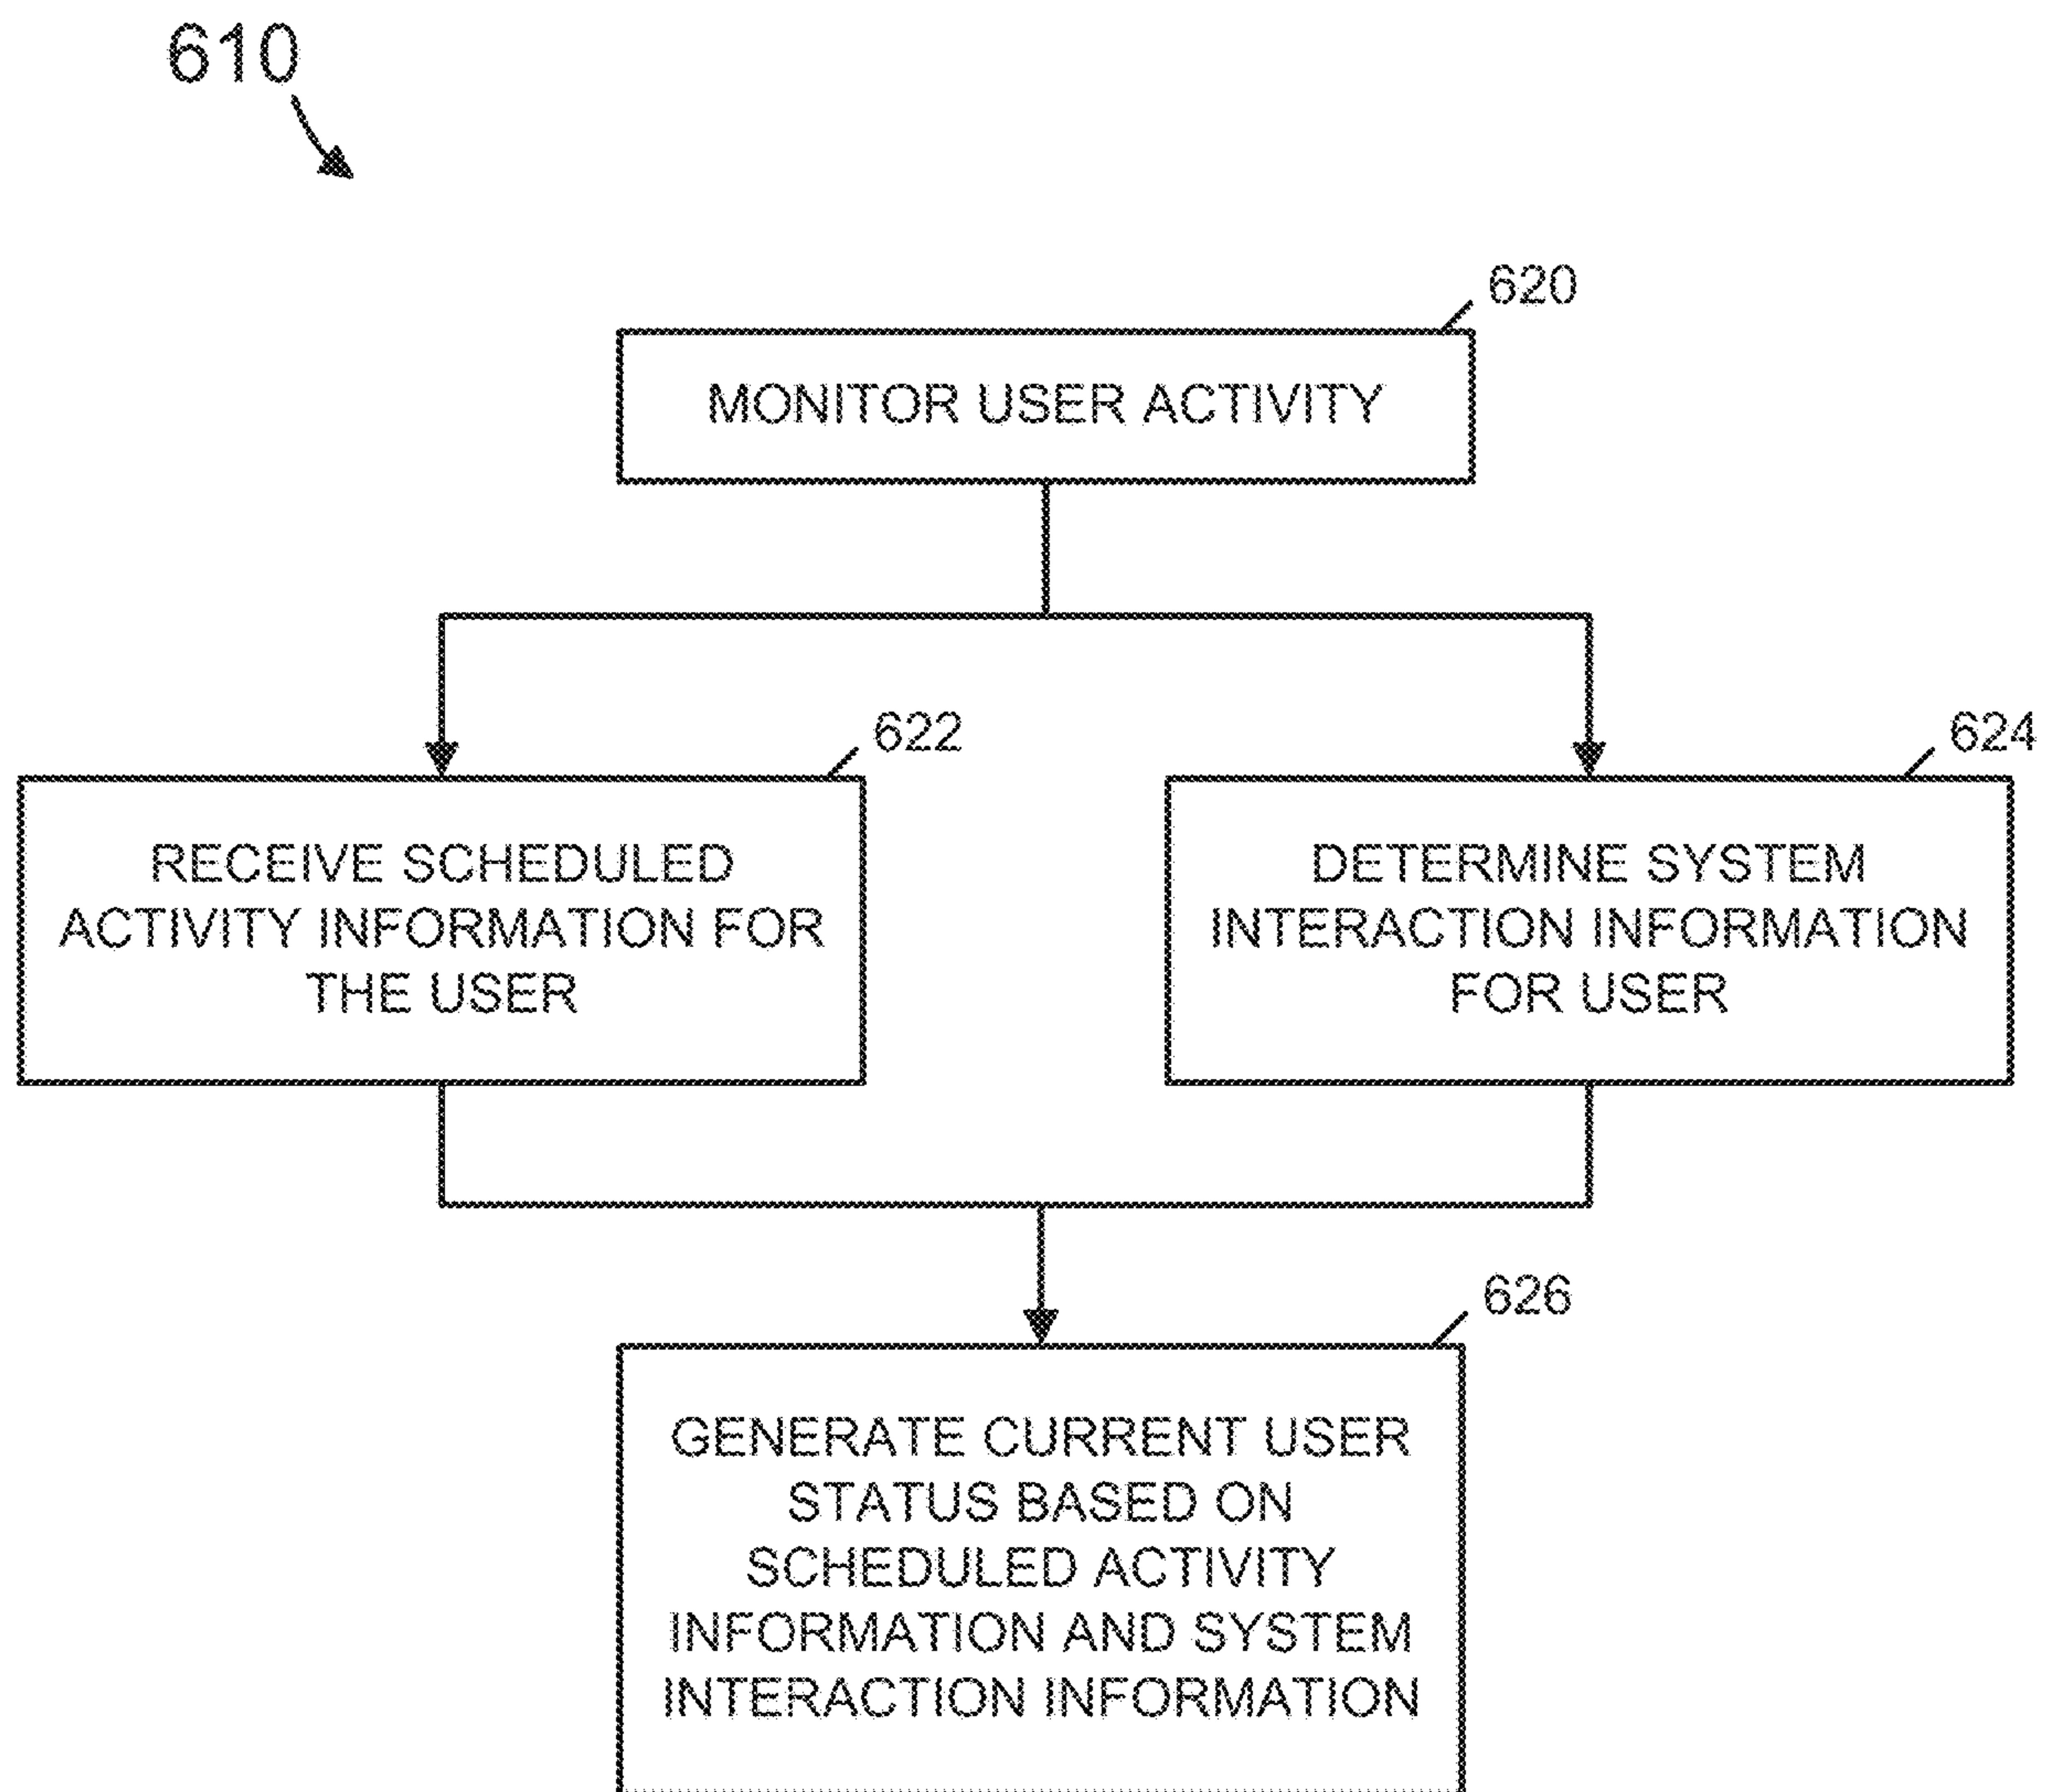 610
620
MONITOR USER ACTIVITY
622
624
RECEIVE SCHEDULED
ACTIVITY INFORMATION FOR
THE USER
DETERMINE SYSTEM
INTERACTION INFORMATION
FOR USER
626
GENERATE CURRENT USER
STATUS BASED ON
SCHEDULED ACTIVITY
INFORMATION AND SYSTEM
INTERACTION INFORMATION